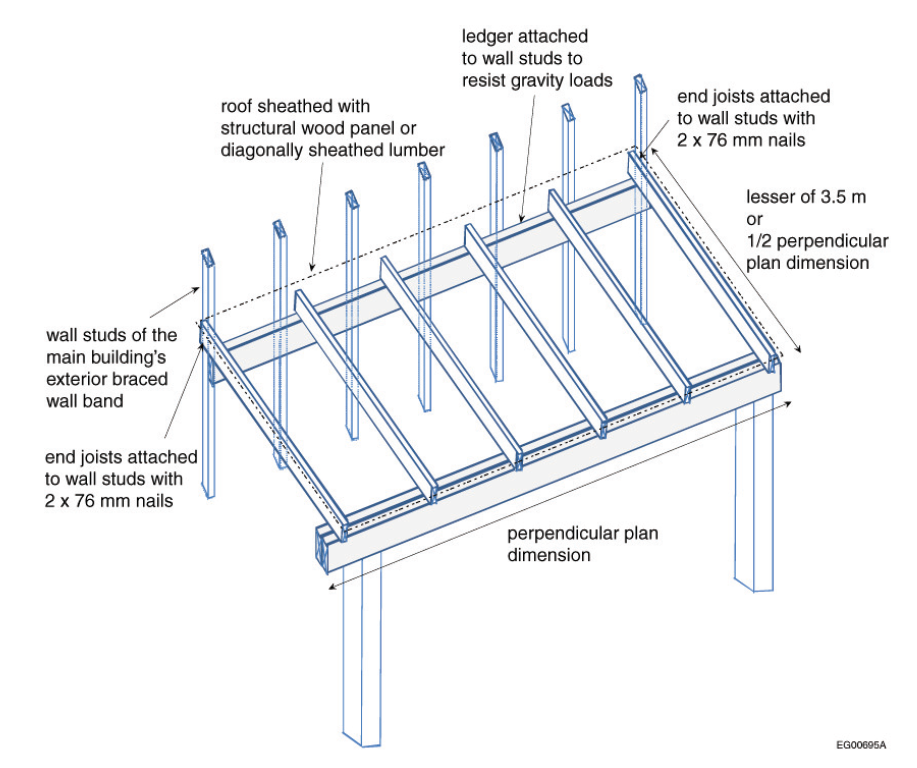 ledger attached
to wall studs to
resist gravity loads
end joists attached
to wall studs with
2 x 76 mm nails
roof sheathed with
structural wood panel or
diagonally sheathed lumber
lesser of 3.5 m
or
1/2 perpendicular
plan dimension
wall studs of the
main building's
exterior braced
wall band
end joists attached
to wall studs with
2 x 76 mm nails
perpendicular plan
dimension
EG00695A